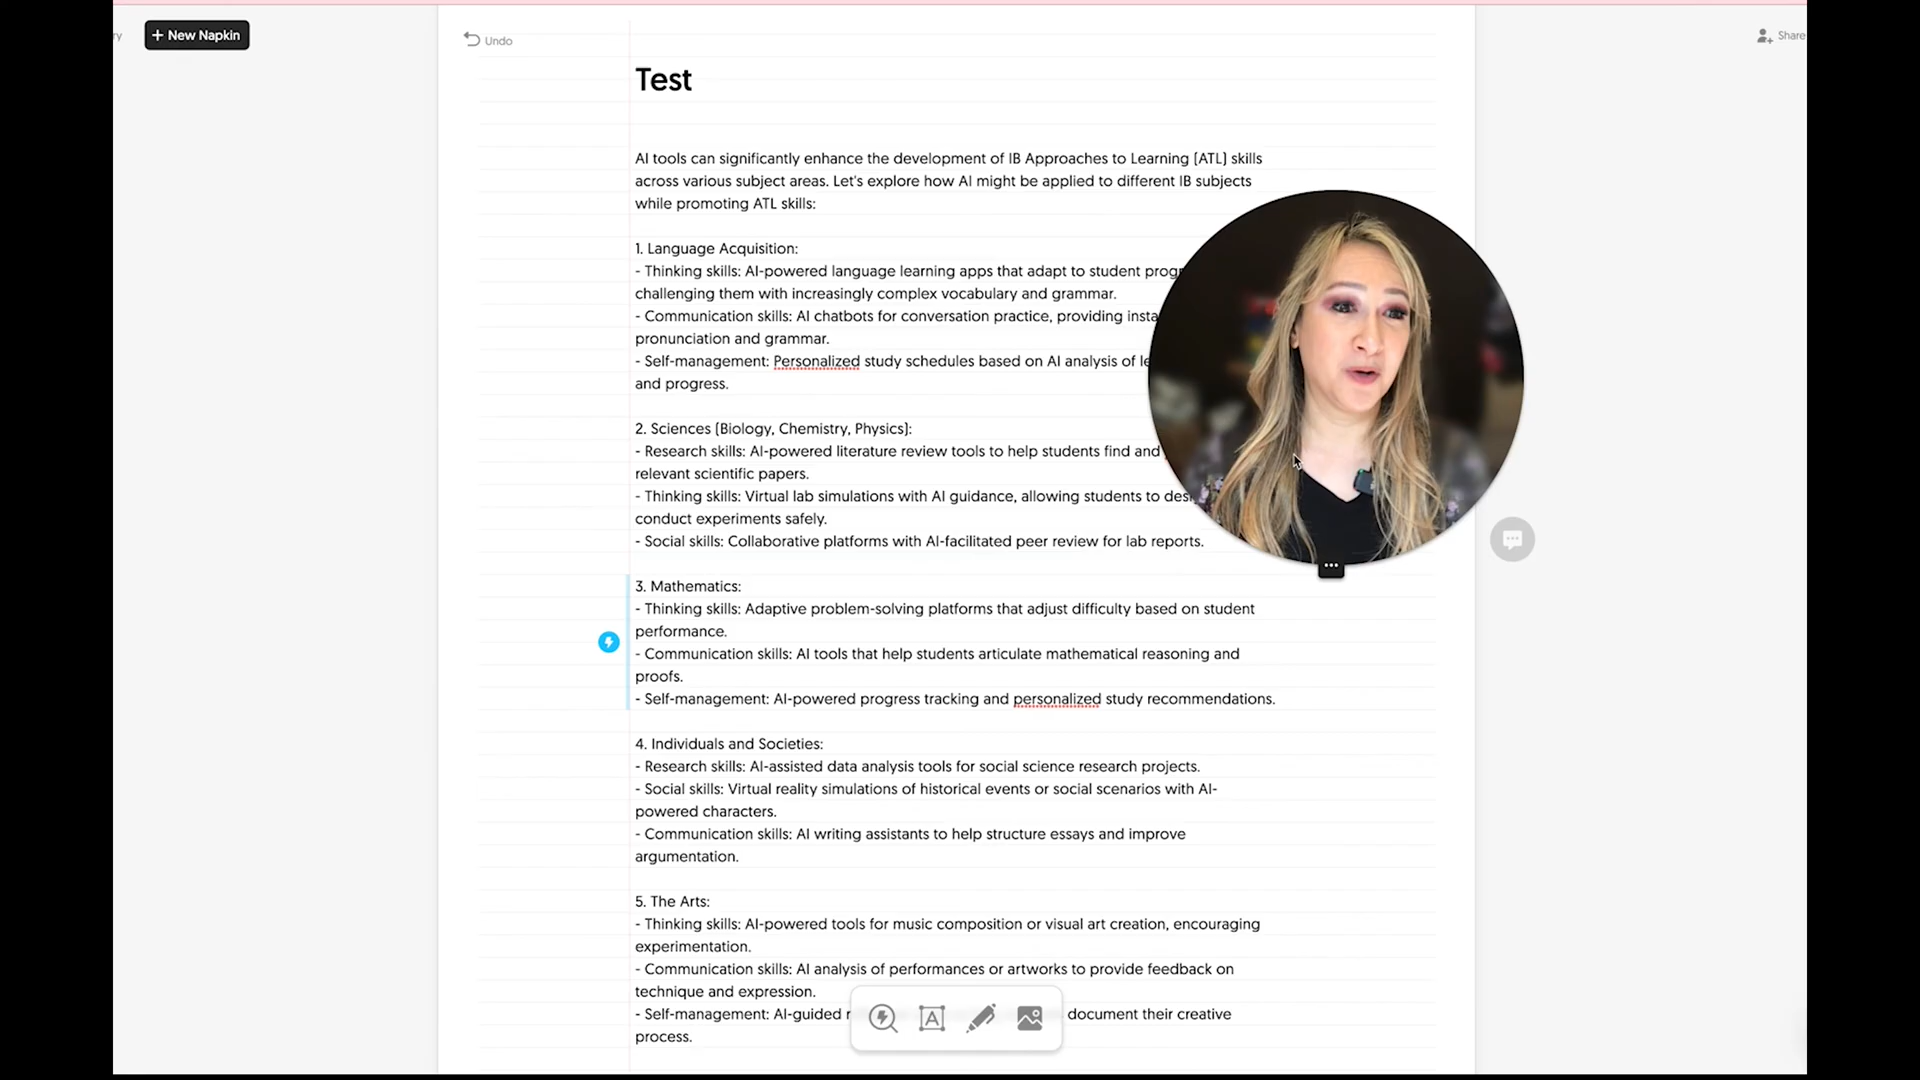 ry
+ New Napkin
Undo
Share
Test
AI tools can significantly enhance the development of IB Approaches to Learning (ATL) skills
across various subject areas. Let's explore how AI might be applied to different IB subjects
while promoting ATL skills:
1. Language Acquisition:
- Thinking skills: AI-powered language learning apps that adapt to student
challenging them with increasingly complex vocabulary and grammar.
- Communication skills: AI chatbots for conversation practice, providing
pronunciation and grammar.
- Self-management: Personalized study schedules based on AI analysis of
and progress.
2. Sciences (Biology, Chemistry, Physics):
- Research skills: AI-powered literature review tools to help students find and
relevant scientific papers.
- Thinking skills: Virtual lab simulations with AI guidance, allowing students to
conduct experiments safely.
- Social skills: Collaborative platforms with AI-facilitated peer review for lab reports.
3. Mathematics:
- Thinking skills: Adaptive problem-solving platforms that adjust difficulty based on student
performance.
- Communication skills: AI tools that help students articulate mathematical reasoning and
proofs.
- Self-management: AI-powered progress tracking and personalized study recommendations.
4. Individuals and Societies:
- Research skills: AI-assisted data analysis tools for social science research projects.
- Social skills: Virtual reality simulations of historical events or social scenarios with AI-
powered characters.
- Communication skills: AI writing assistants to help structure essays and improve
argumentation.
5. The Arts:
- Thinking skills: AI-powered tools for music composition or visual art creation, encouraging
experimentation.
- Communication skills: AI analysis of performances or artworks to provide feedback on
technique and expression.
- Self-management: AI-guided document their creative
process.